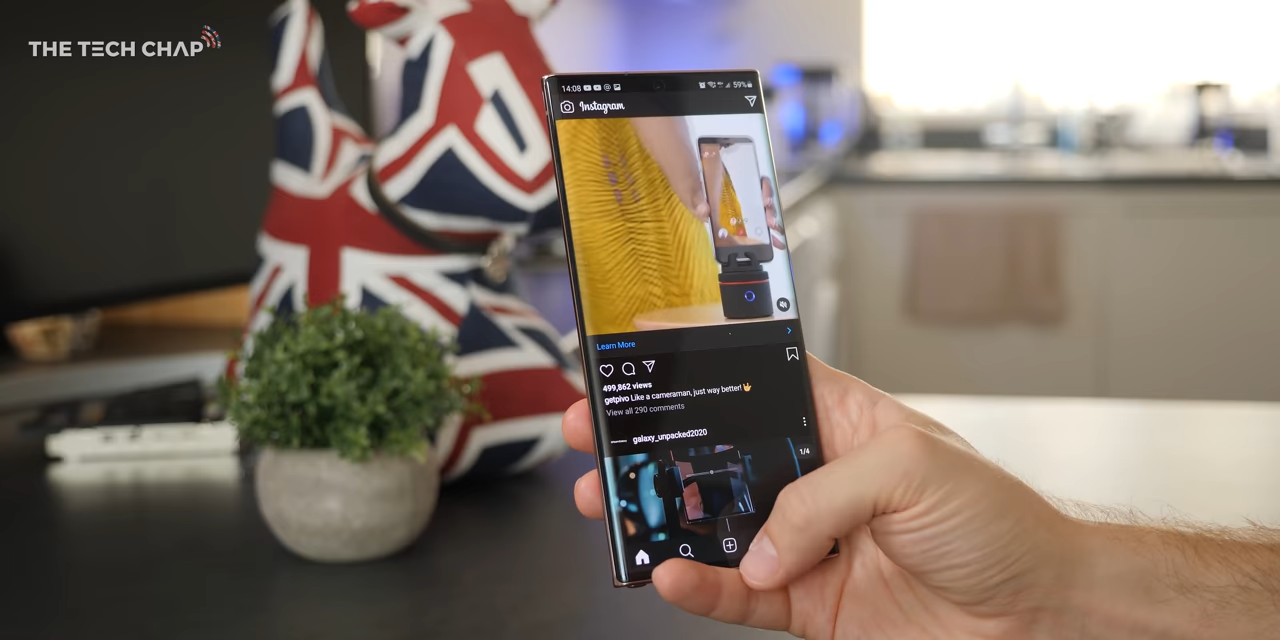 THE TECH CHAP
14:08
59%
Instagram
Learn More
499,862 views
getpivo Like a cameraman, just way better!🤟
View all 290 comments
galaxy_unpacked2020
1/4